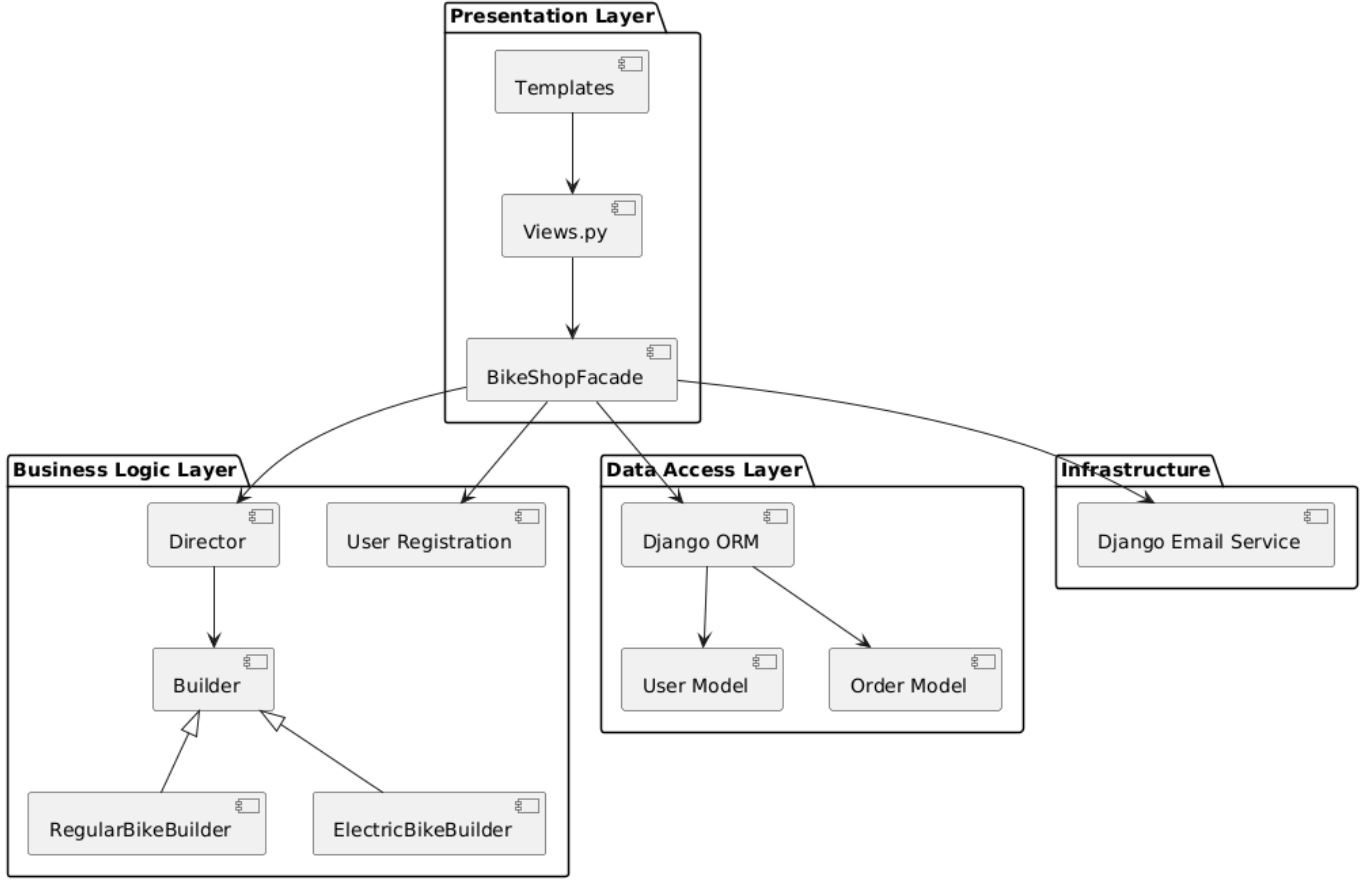 Presentation Layer
Templates
Views.py
BikeShopFacade
Business Logic Layer
Data Access Layer
Infrastructure
Director
User Registration
Django ORM
Django Email Service
Builder
User Model
Order Model
RegularBikeBuilder
ElectricBikeBuilder